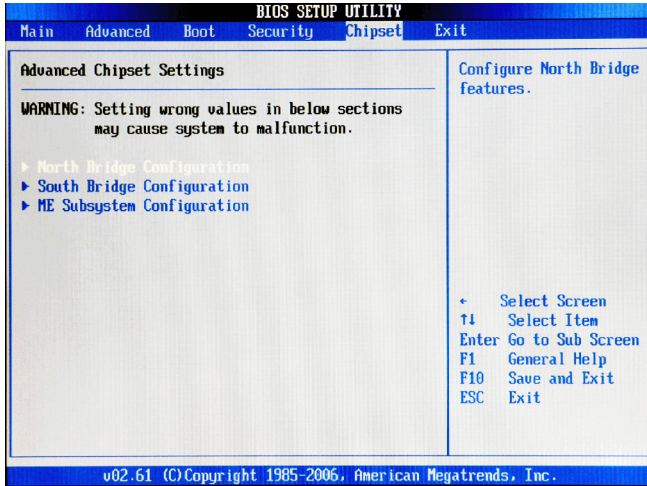 BIOS SETUP UTILITY
Main Advanced Boot Security Chipset Exit
Advanced Chipset Settings
WARNING: Setting wrong values in below sections
may cause system to malfunction.
▶ North Bridge Configuration
▶ South Bridge Configuration
▶ ME Subsystem Configuration
Configure North Bridge
features.
← Select Screen
↑↓ Select Item
Enter Go to Sub Screen
F1 General Help
F10 Save and Exit
ESC Exit
v02.61 (C)Copyright 1985-2006, American Megatrends, Inc.